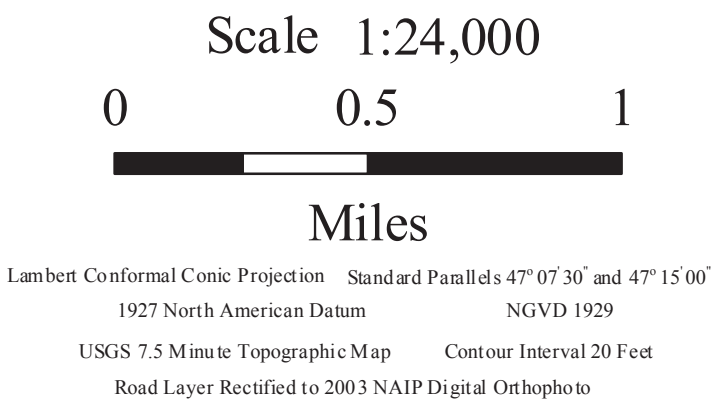 Scale 1:24,000
0 0.5 1
Miles
Lambert Conformal Conic Projection Standard Parallels 47° 07'30" and 47° 15'00"
1927 North American Datum NGVD 1929
USGS 7.5 Minute Topographic Map Contour Interval 20 Feet
Road Layer Rectified to 2003 NAIP Digital Orthophoto